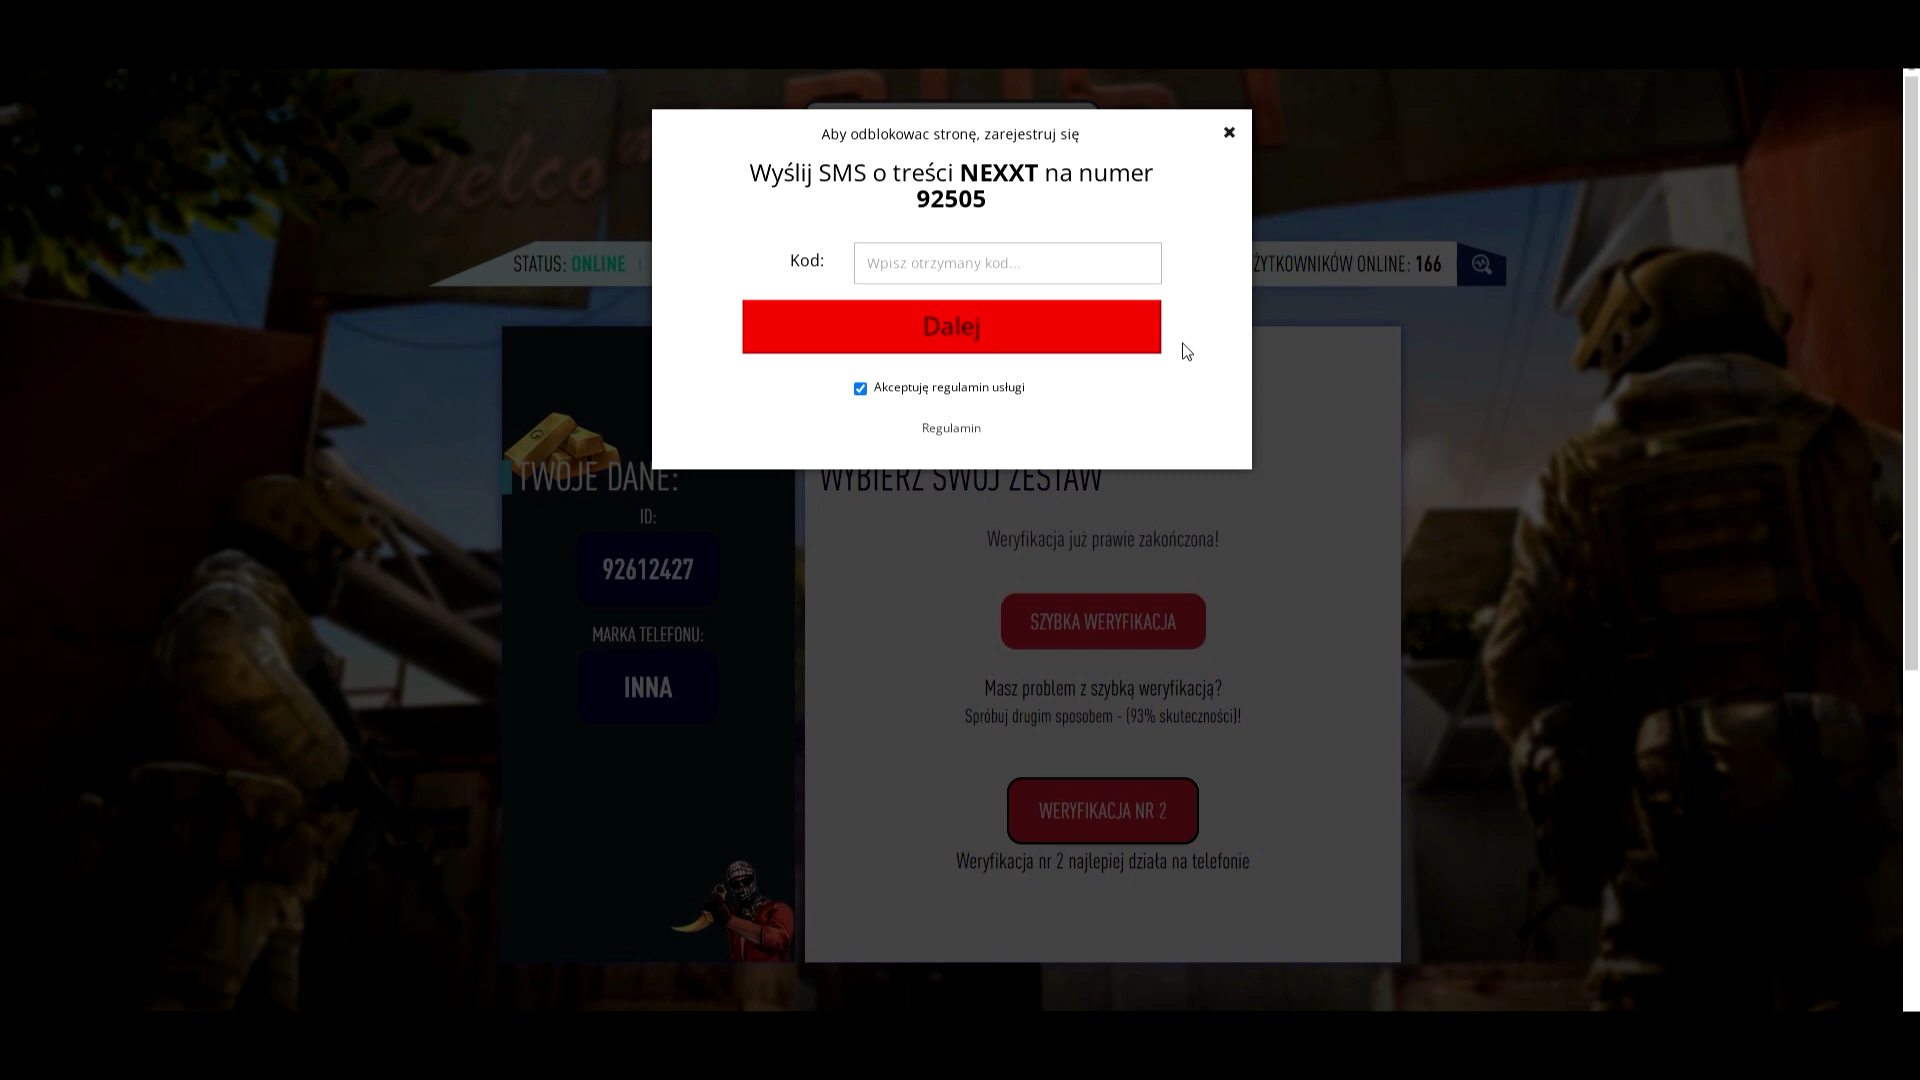 Welco
Aby odblokowac stronę, zarejestruj się
Wyślij SMS o treści NEXXT na numer
92505
Kod:
Wpisz otrzymany kod...
Dalej
Akceptuję regulamin usługi
Regulamin
STATUS: ONLINE
ŻYTKOWNIKÓW ONLINE: 166
TWOJE DANE:
ID:
92612427
MARKA TELEFONU:
INNA
WYBIERZ SWÓJ ZESTAW
Weryfikacja już prawie zakończona!
SZYBKA WERYFIKACJA
Masz problem z szybką weryfikacją?
Spróbuj drugim sposobem - (93% skuteczności)!
WERYFIKACJA NR 2
Weryfikacja nr 2 najlepiej działa na telefonie